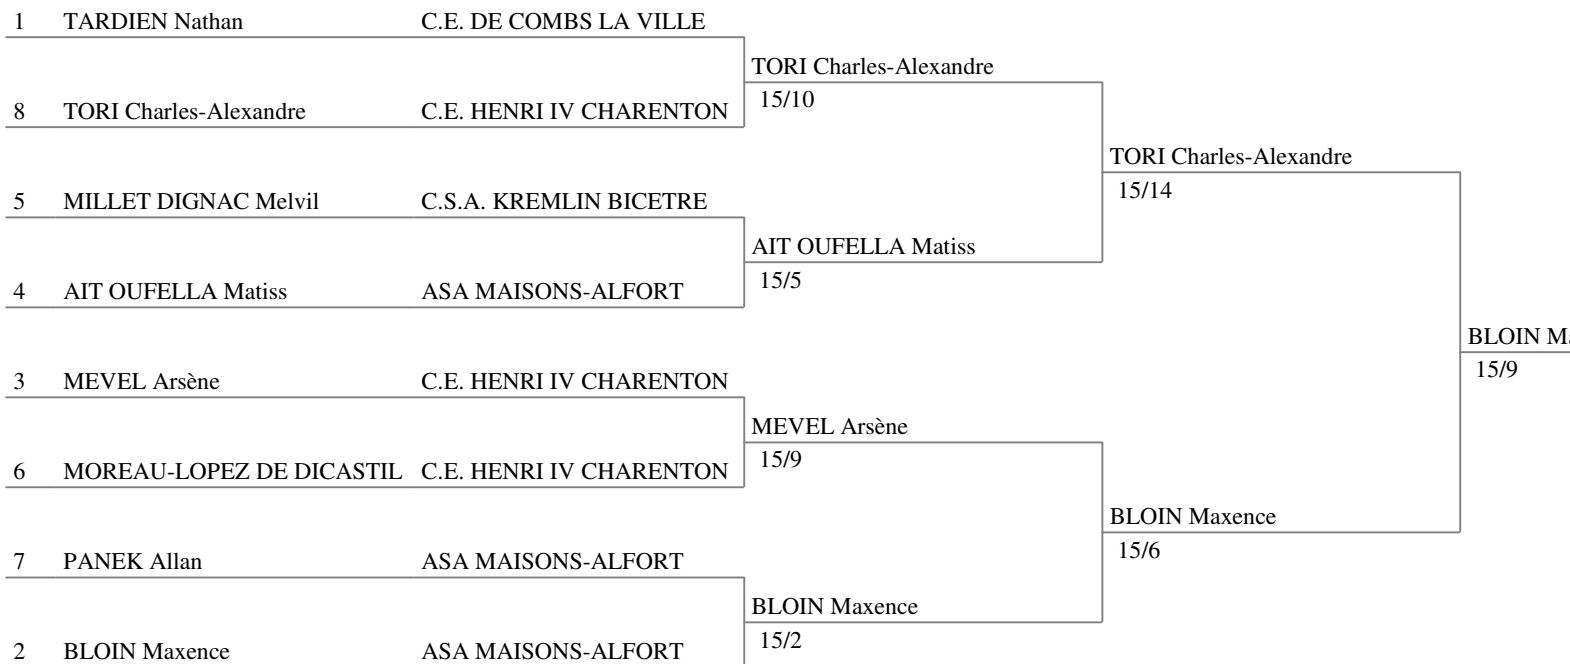 1 TARDIEN Nathan C.E. DE COMBS LA VILLE
TORI Charles-Alexandre
15/10
8 TORI Charles-Alexandre C.E. HENRI IV CHARENTON
TORI Charles-Alexandre
15/14
5 MILLET DIGNAC Melvil C.S.A. KREMLIN BICETRE
AIT OUFELLA Matiss
15/5
4 AIT OUFELLA Matiss ASA MAISONS-ALFORT
BLOIN Ma
15/9
3 MEVEL Arsène C.E. HENRI IV CHARENTON
MEVEL Arsène
15/9
6 MOREAU-LOPEZ DE DICASTIL C.E. HENRI IV CHARENTON
BLOIN Maxence
15/6
7 PANEK Allan ASA MAISONS-ALFORT
BLOIN Maxence
15/2
2 BLOIN Maxence ASA MAISONS-ALFORT